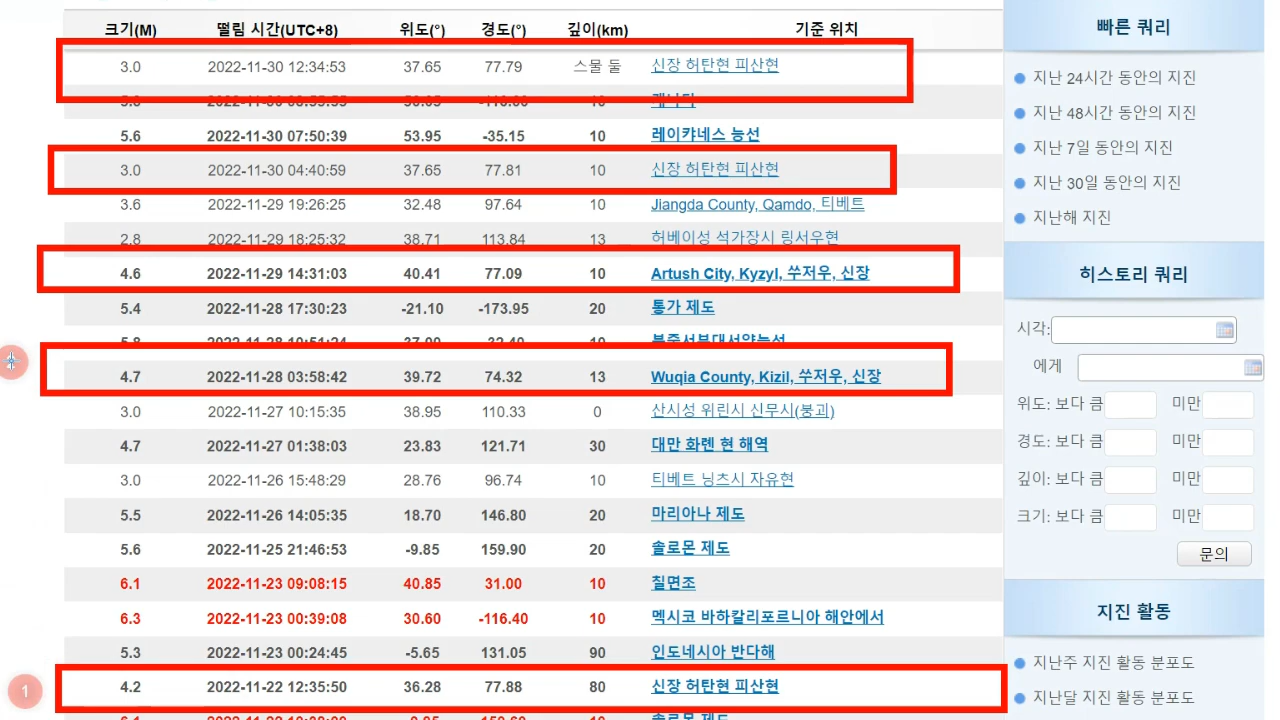 크기(M) 떨림 시간(UTC+8) 위도(°) 경도(°) 깊이(km) 기준 위치
3.0 2022-11-30 12:34:53 37.65 77.79 스물 둘 신장 허탄현 피산현
5.6 2022-11-30 07:50:39 53.95 -35.15 10 레이캬네스 능선
3.0 2022-11-30 04:40:59 37.65 77.81 10 신장 허탄현 피산현
3.6 2022-11-29 19:26:25 32.48 97.64 10 Jiangda County, Qamdo, 티베트
2.8 2022-11-29 18:25:32 38.71 113.84 13 허베이성 석가장시 링서우현
4.6 2022-11-29 14:31:03 40.41 77.09 10 Artush City, Kyzyl, 쑤저우, 신장
5.4 2022-11-28 17:30:23 -21.10 -173.95 20 통가 제도
4.7 2022-11-28 03:58:42 39.72 74.32 13 Wuqia County, Kizil, 쑤저우, 신장
3.0 2022-11-27 10:15:35 38.95 110.33 0 산시성 위린시 신무시(붕괴)
4.7 2022-11-27 01:38:03 23.83 121.71 30 대만 화롄 현 해역
3.0 2022-11-26 15:48:29 28.76 96.74 10 티베트 닝츠시 자유현
5.5 2022-11-26 14:05:35 18.70 146.80 20 마리아나 제도
5.6 2022-11-25 21:46:53 -9.85 159.90 20 솔로몬 제도
6.1 2022-11-23 09:08:15 40.85 31.00 10 칠면조
6.3 2022-11-23 00:39:08 30.60 -116.40 10 멕시코 바하칼리포르니아 해안에서
5.3 2022-11-23 00:24:45 -5.65 131.05 90 인도네시아 반다해
1 4.2 2022-11-22 12:35:50 36.28 77.88 80 신장 허탄현 피산현
빠른 쿼리
지난 24시간 동안의 지진
지난 48시간 동안의 지진
지난 7일 동안의 지진
지난 30일 동안의 지진
지난해 지진
히스토리 쿼리
시각:
에게
위도: 보다 큼 미만
경도: 보다 큼 미만
깊이: 보다 큼 미만
크기: 보다 큼 미만
문의
지진 활동
지난주 지진 활동 분포도
지난달 지진 활동 분포도